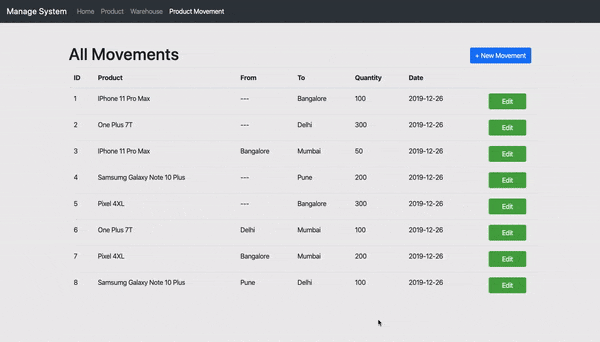 Manage System Home Product Warehouse Product Movement
All Movements + New Movement
ID Product From To Quantity Date
1 IPhone 11 Pro Max --- Bangalore 100 2019-12-26 Edit
2 One Plus 7T --- Delhi 300 2019-12-26 Edit
3 IPhone 11 Pro Max Bangalore Mumbai 50 2019-12-26 Edit
4 Samsumg Galaxy Note 10 Plus --- Pune 200 2019-12-26 Edit
5 Pixel 4XL --- Bangalore 300 2019-12-26 Edit
6 One Plus 7T Delhi Mumbai 100 2019-12-26 Edit
7 Pixel 4XL Bangalore Mumbai 200 2019-12-26 Edit
8 Samsumg Galaxy Note 10 Plus Pune Delhi 100 2019-12-26 Edit